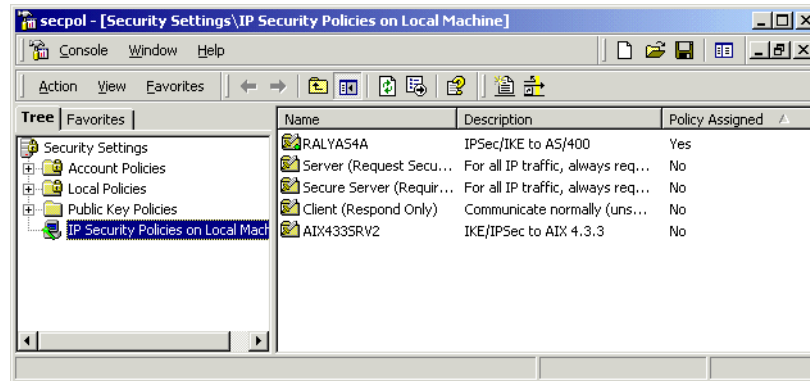 secpol - [Security Settings\IP Security Policies on Local Machine]
Console Window Help
Action View Favorites
Tree Favorites
Name Description Policy Assigned
Security Settings
Account Policies
Local Policies
Public Key Policies
IP Security Policies on Local Mach
RALYAS4A IPSec/IKE to AS/400 Yes
Server (Request Secu... For all IP traffic, always req... No
Secure Server (Requir... For all IP traffic, always req... No
Client (Respond Only) Communicate normally (uns... No
AIX433SRV2 IKE/IPSec to AIX 4.3.3 No